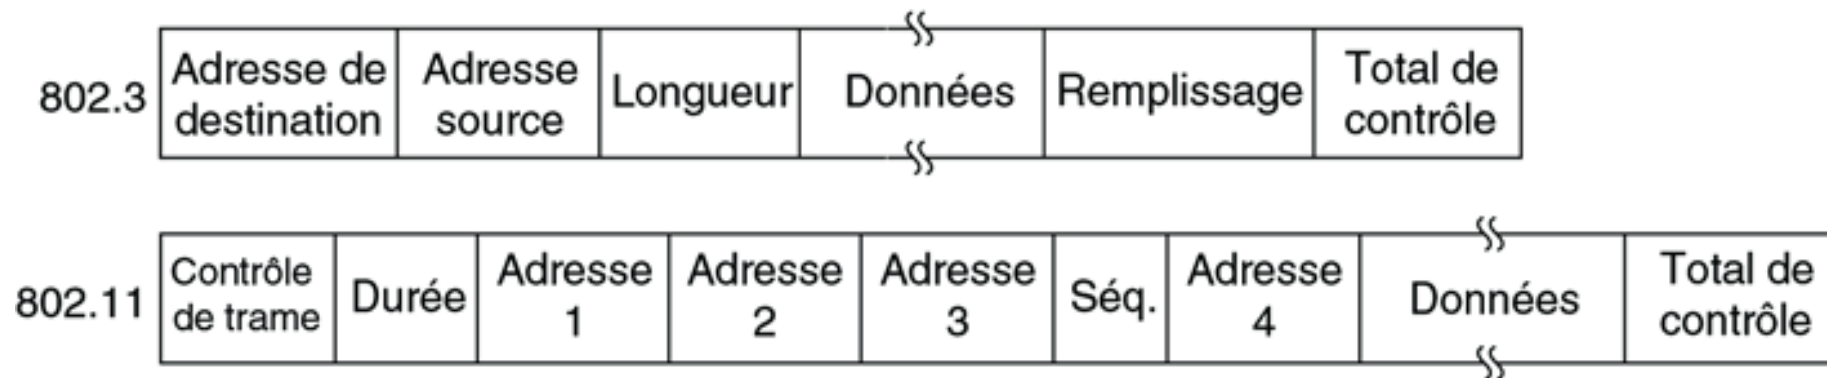 802.3 Adresse de destination Adresse source Longueur Données Remplissage Total de contrôle
802.11 Contrôle de trame Durée Adresse 1 Adresse 2 Adresse 3 Séq. Adresse 4 Données Total de contrôle